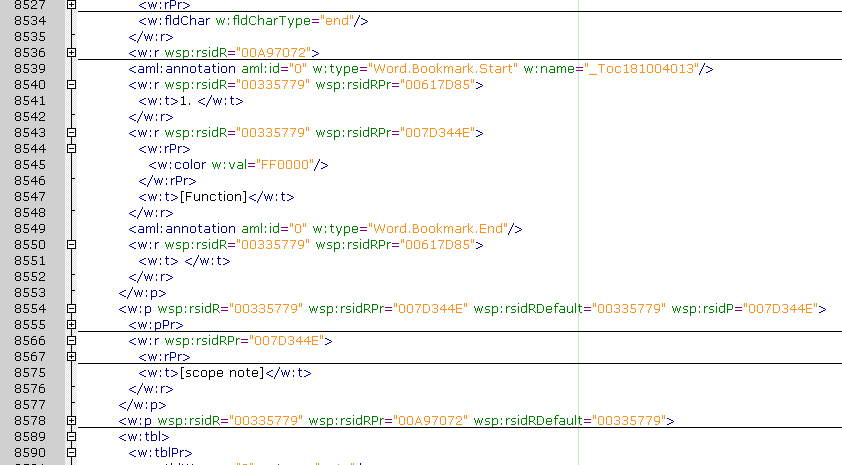 8527 <w:rPr>
8534 <w:fldChar w:fldCharType="end"/>
8535 </w:r>
8536 <w:r wsp:rsidR="00A97072">
8539 <aml:annotation aml:id="0" w:type="Word.Bookmark.Start" w:name="_Toc181004013"/>
8540 <w:r wsp:rsidR="00335779" wsp:rsidRPr="00617D85">
8541 <w:t>1. </w:t>
8542 </w:r>
8543 <w:r wsp:rsidR="00335779" wsp:rsidRPr="007D344E">
8544 <w:rPr>
8545 <w:color w:val="FF0000"/>
8546 </w:rPr>
8547 <w:t>[Function]</w:t>
8548 </w:r>
8549 <aml:annotation aml:id="0" w:type="Word.Bookmark.End"/>
8550 <w:r wsp:rsidR="00335779" wsp:rsidRPr="00617D85">
8551 <w:t> </w:t>
8552 </w:r>
8553 </w:p>
8554 <w:p wsp:rsidR="00335779" wsp:rsidRPr="007D344E" wsp:rsidRDefault="00335779" wsp:rsidP="007D344E">
8555 <w:pPr>
8566 <w:r wsp:rsidRPr="007D344E">
8567 <w:rPr>
8575 <w:t>[scope note]</w:t>
8576 </w:r>
8577 </w:p>
8578 <w:p wsp:rsidR="00335779" wsp:rsidRPr="00A97072" wsp:rsidRDefault="00335779">
8589 <w:tbl>
8590 <w:tblPr>